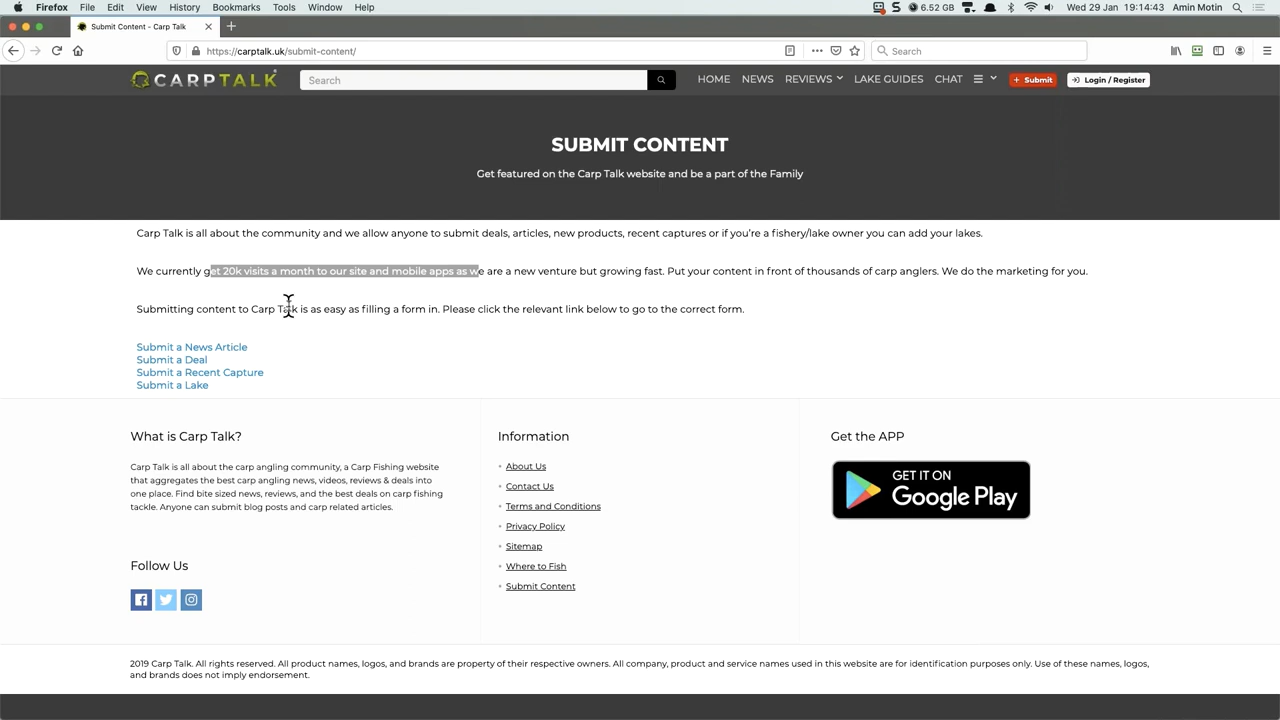 Firefox File Edit View History Bookmarks Tools Window Help 6.52 GB Wed 29 Jan 19:14:43 Amin Motin
Submit Content - Carp Talk
https://carptalk.uk/submit-content/ Search
CARPTALK Search HOME NEWS REVIEWS LAKE GUIDES CHAT + Submit Login / Register
SUBMIT CONTENT
Get featured on the Carp Talk website and be a part of the Family
Carp Talk is all about the community and we allow anyone to submit deals, articles, new products, recent captures or if you're a fishery/lake owner you can add your lakes.
We currently get 20k visits a month to our site and mobile apps as we are a new venture but growing fast. Put your content in front of thousands of carp anglers. We do the marketing for you.
Submitting content to Carp Talk is as easy as filling a form in. Please click the relevant link below to go to the correct form.
Submit a News Article
Submit a Deal
Submit a Recent Capture
Submit a Lake
What is Carp Talk?
Carp Talk is all about the carp angling community, a Carp Fishing website
that aggregates the best carp angling news, videos, reviews & deals into
one place. Find bite sized news, reviews, and the best deals on carp fishing
tackle. Anyone can submit blog posts and carp related articles.
Follow Us
Information
About Us
Contact Us
Terms and Conditions
Privacy Policy
Sitemap
Where to Fish
Submit Content
Get the APP
GET IT ON
Google Play
2019 Carp Talk. All rights reserved. All product names, logos, and brands are property of their respective owners. All company, product and service names used in this website are for identification purposes only. Use of these names, logos,
and brands does not imply endorsement.